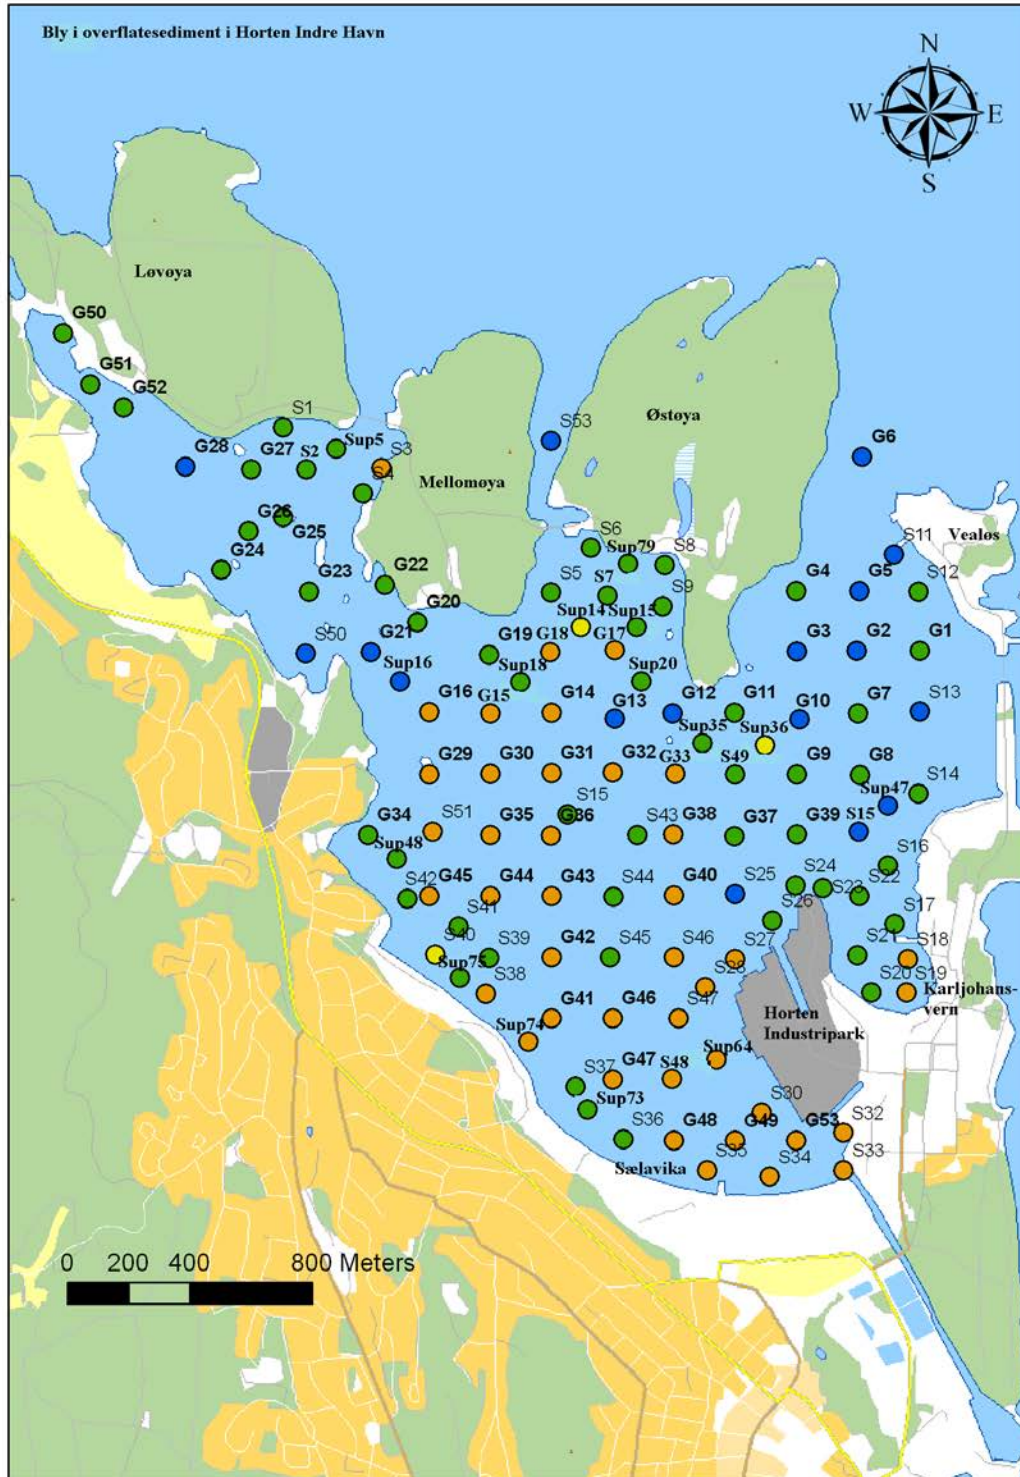 Bly i overflatesediment i Horten Indre Havn
N
W E
S
Løvøya
G50
G51
G52
S1
Østøya
S53
G6
Sup5
S3
G28
G27
S2
S4
Mellomøya
G26
G25
G24
S6
Sup79
S8
S11
Vealøs
G23
G22
S5
S7
S9
G4
G5
S12
G20
Sup14
Sup15
S50
G21
G19
G18
G17
G3
G2
G1
Sup16
Sup18
Sup20
G16
G15
G14
G13
G12
G11
G10
G7
S13
Sup35
Sup36
G29
G30
G31
G32
G33
S49
G9
G8
S14
Sup47
S15
G34
S51
G35
G36
S43
G38
G37
G39
S15
Sup48
S16
S42
G45
G44
G43
S44
G40
S25
S24
S23
S22
S41
S26
S17
S40
S39
G42
S45
S46
S27
S21
S18
Sup75
S38
S28
S20
S19
Karljohans-
vern
G41
G46
S47
Horten
Industripark
Sup74
Sup64
S37
G47
S48
Sup73
S30
S36
G48
G49
G53
S32
Sælavika
S35
S34
S33
0 200 400 800 Meters